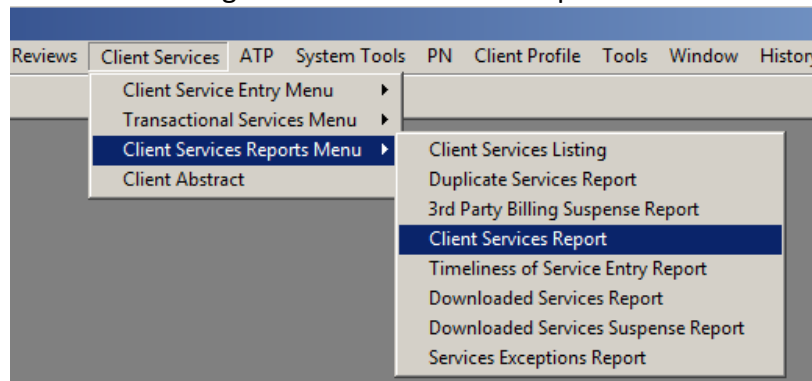 Reviews Client Services ATP System Tools PN Client Profile Tools Window History
Client Service Entry Menu
Transactional Services Menu
Client Services Reports Menu
Client Abstract
Client Services Listing
Duplicate Services Report
3rd Party Billing Suspense Report
Client Services Report
Timeliness of Service Entry Report
Downloaded Services Report
Downloaded Services Suspense Report
Services Exceptions Report